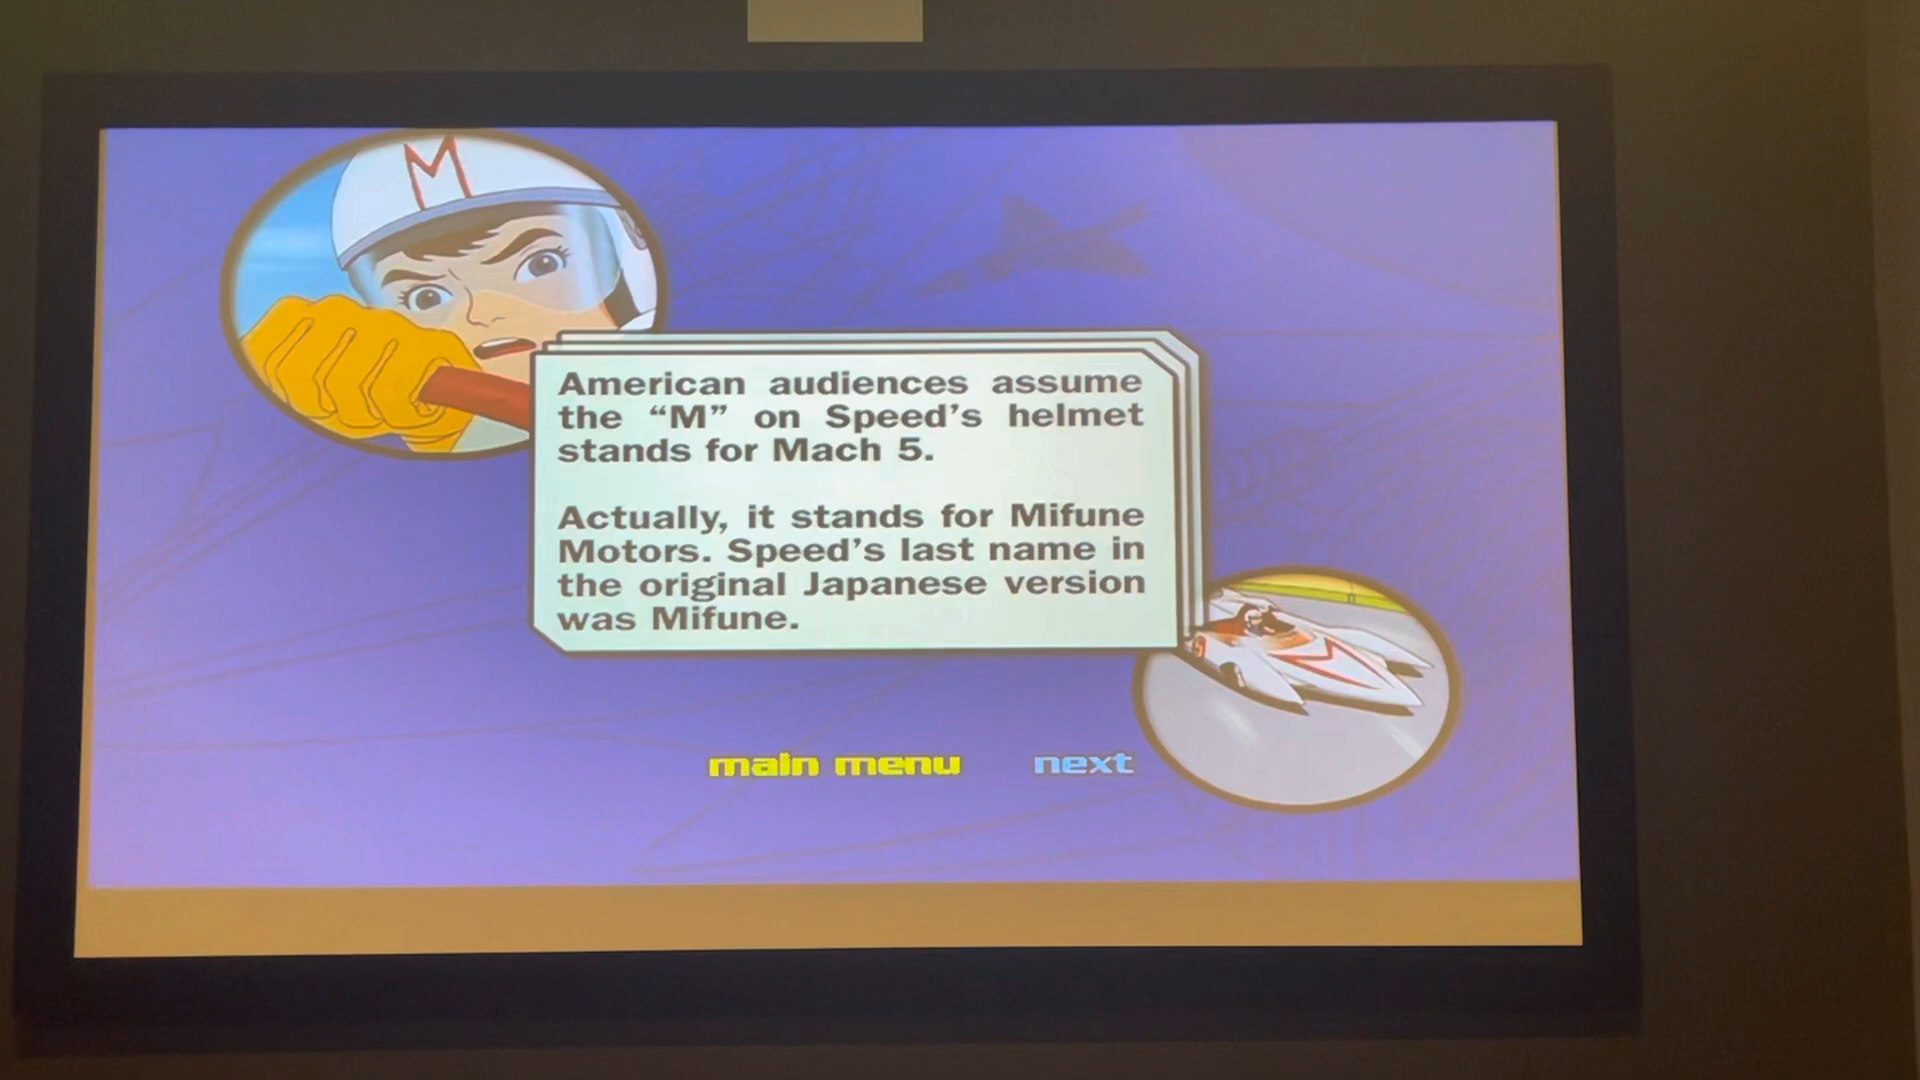 M
American audiences assume
the “M” on Speed’s helmet
stands for Mach 5.
Actually, it stands for Mifune
Motors. Speed’s last name in
the original Japanese version
was Mifune.
main menu next